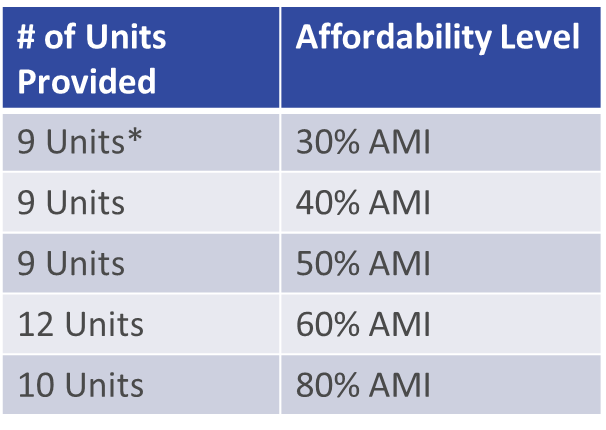 # of Units Affordability Level
Provided
9 Units* 30% AMI
9 Units 40% AMI
9 Units 50% AMI
12 Units 60% AMI
10 Units 80% AMI